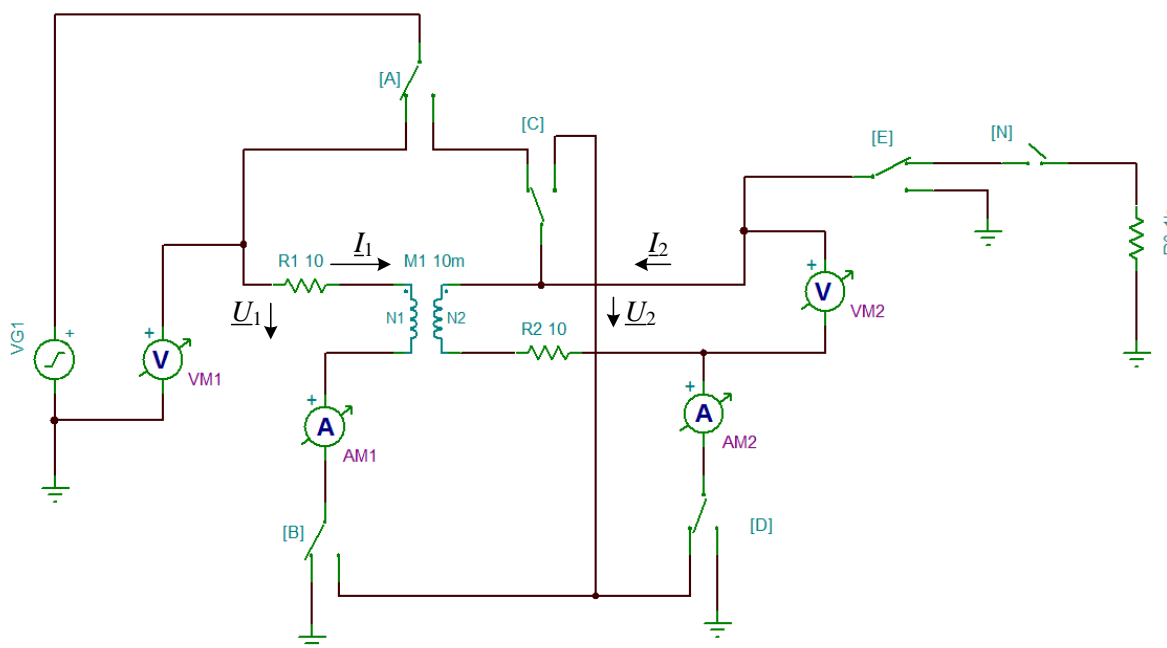 [A]
[C]
[E]
[N]
I1
I2
R1 10
M1 10m
U1
N1
N2
U2
R2 10
V
VM2
VG1
+
+
V
VM1
+
+
A
AM1
+
A
AM2
[B]
[D]